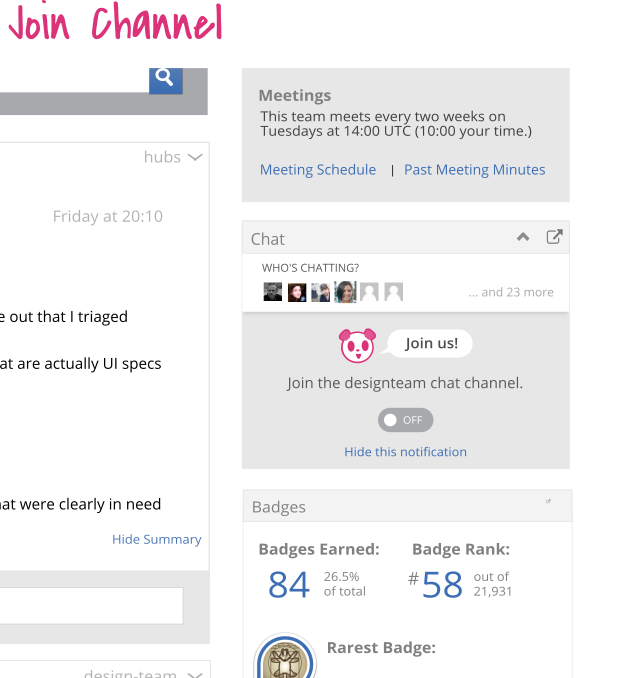 Join Channel
hubs
Friday at 20:10
e out that I triaged
at are actually UI specs
at were clearly in need
Hide Summary
design-team
Meetings
This team meets every two weeks on
Tuesdays at 14:00 UTC (10:00 your time.)
Meeting Schedule | Past Meeting Minutes
Chat
WHO'S CHATTING?
... and 23 more
Join us!
Join the designteam chat channel.
OFF
Hide this notification
Badges
Badges Earned:
84 26.5%
of total
Badge Rank:
#58 out of
21,931
Rarest Badge: